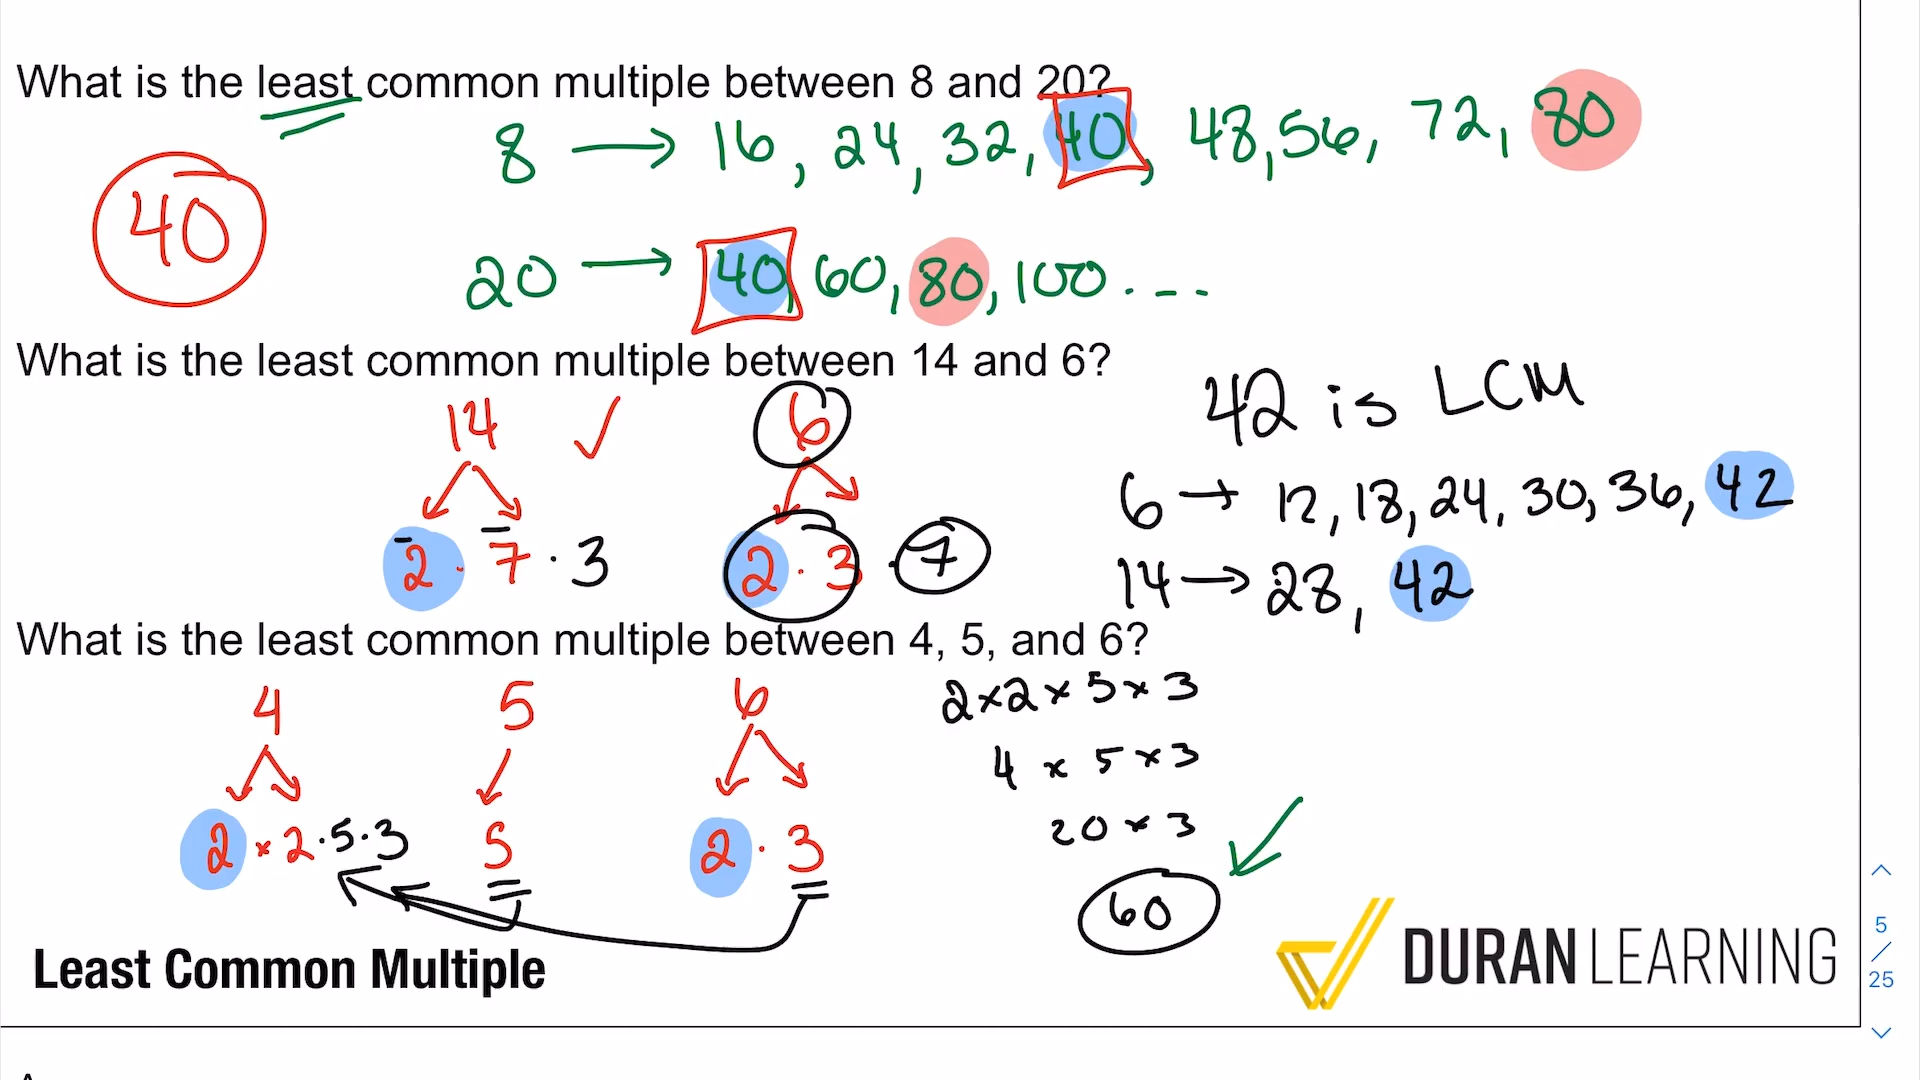 What is the least common multiple between 8 and 20?
8 → 16, 24, 32, 40, 48, 56, 72, 80
40
20 → 40, 60, 80, 100 . - - -
What is the least common multiple between 14 and 6?
14 ✓ 6
42 is LCM
6 → 12, 18, 24, 30, 36, 42
2 · 7 · 3
2 · 3 · 7
14 → 28, 42
What is the least common multiple between 4, 5, and 6?
4 5 6
2 × 2 × 5 × 3
4 × 5 × 3
20 × 3
60
2 × 2 · 5 · 3
5
2 · 3
Least Common Multiple
DURAN LEARNING
5
/
25